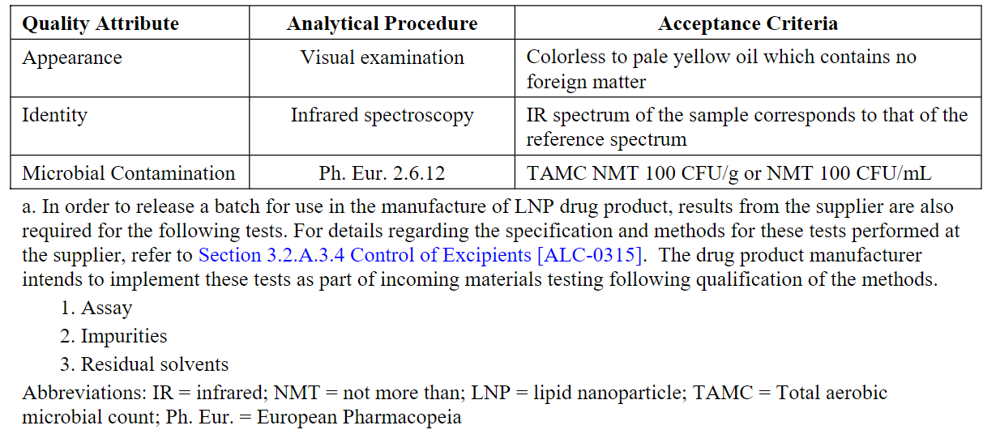 Quality Attribute Analytical Procedure Acceptance Criteria
Appearance Visual examination Colorless to pale yellow oil which contains no
foreign matter
Identity Infrared spectroscopy IR spectrum of the sample corresponds to that of the
reference spectrum
Microbial Contamination Ph. Eur. 2.6.12 TAMC NMT 100 CFU/g or NMT 100 CFU/mL
a. In order to release a batch for use in the manufacture of LNP drug product, results from the supplier are also
required for the following tests. For details regarding the specification and methods for these tests performed at
the supplier, refer to Section 3.2.A.3.4 Control of Excipients [ALC-0315]. The drug product manufacturer
intends to implement these tests as part of incoming materials testing following qualification of the methods.
1. Assay
2. Impurities
3. Residual solvents
Abbreviations: IR = infrared; NMT = not more than; LNP = lipid nanoparticle; TAMC = Total aerobic
microbial count; Ph. Eur. = European Pharmacopeia